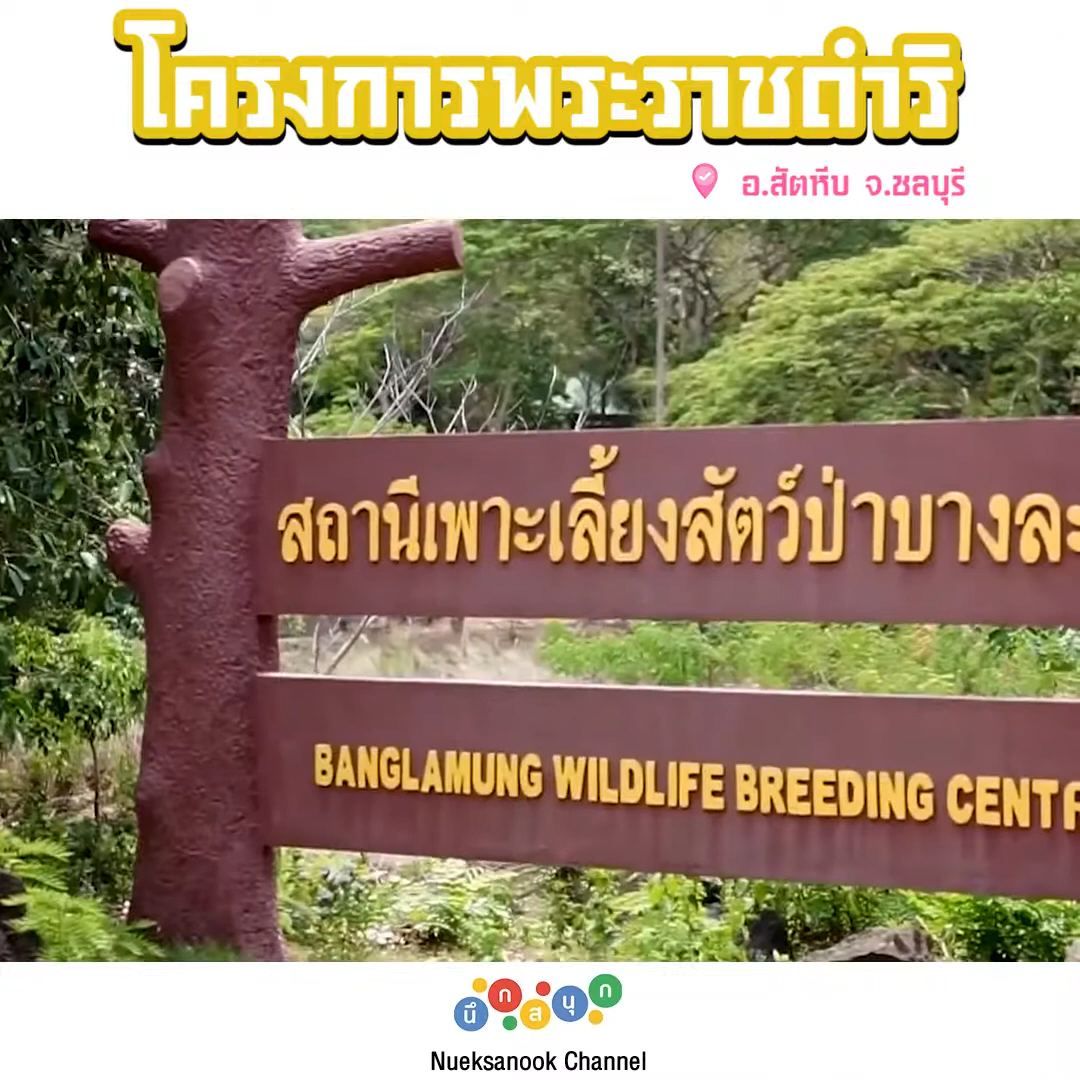 โครงการพระราชดำริ
อ.สัตหีบ จ.ชลบุรี
สถานีเพาะเลี้ยงสัตว์ป่าบางละ
BANGLAMUNG WILDLIFE BREEDING CENT
นึกสนุก
Nueksanook Channel